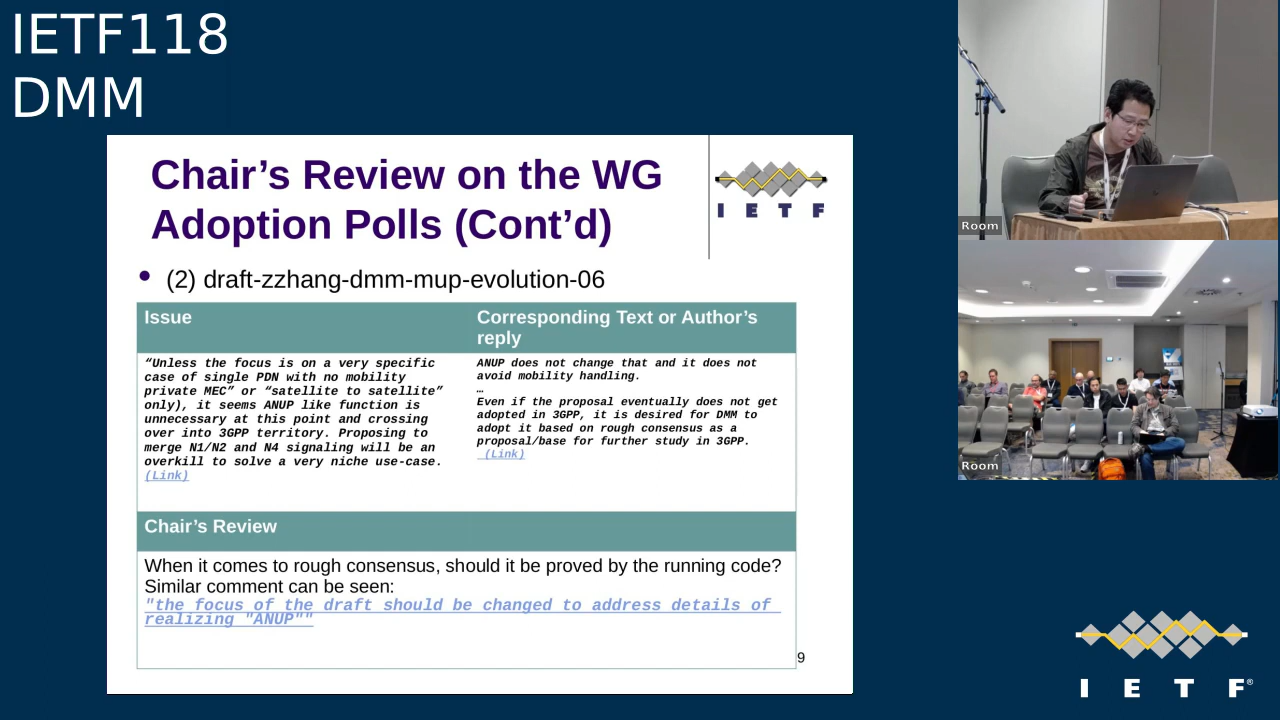 IETF118
DMM
Chair’s Review on the WG
Adoption Polls (Cont’d)
I E T F
(2) draft-zzhang-dmm-mup-evolution-06
Issue
Corresponding Text or Author’s
reply
“Unless the focus is on a very specific
case of single PDN with no mobility
private MEC” or “satellite to satellite”
only), it seems ANUP like function is
unnecessary at this point and crossing
over into 3GPP territory. Proposing to
merge N1/N2 and N4 signaling will be an
overkill to solve a very niche use-case.
(Link)
ANUP does not change that and it does not
avoid mobility handling.
…
Even if the proposal eventually does not get
adopted in 3GPP, it is desired for DMM to
adopt it based on rough consensus as a
proposal/base for further study in 3GPP.
(Link)
Chair’s Review
When it comes to rough consensus, should it be proved by the running code?
Similar comment can be seen:
"the focus of the draft should be changed to address details of
realizing "ANUP""
9
Room
Room
I E T F®